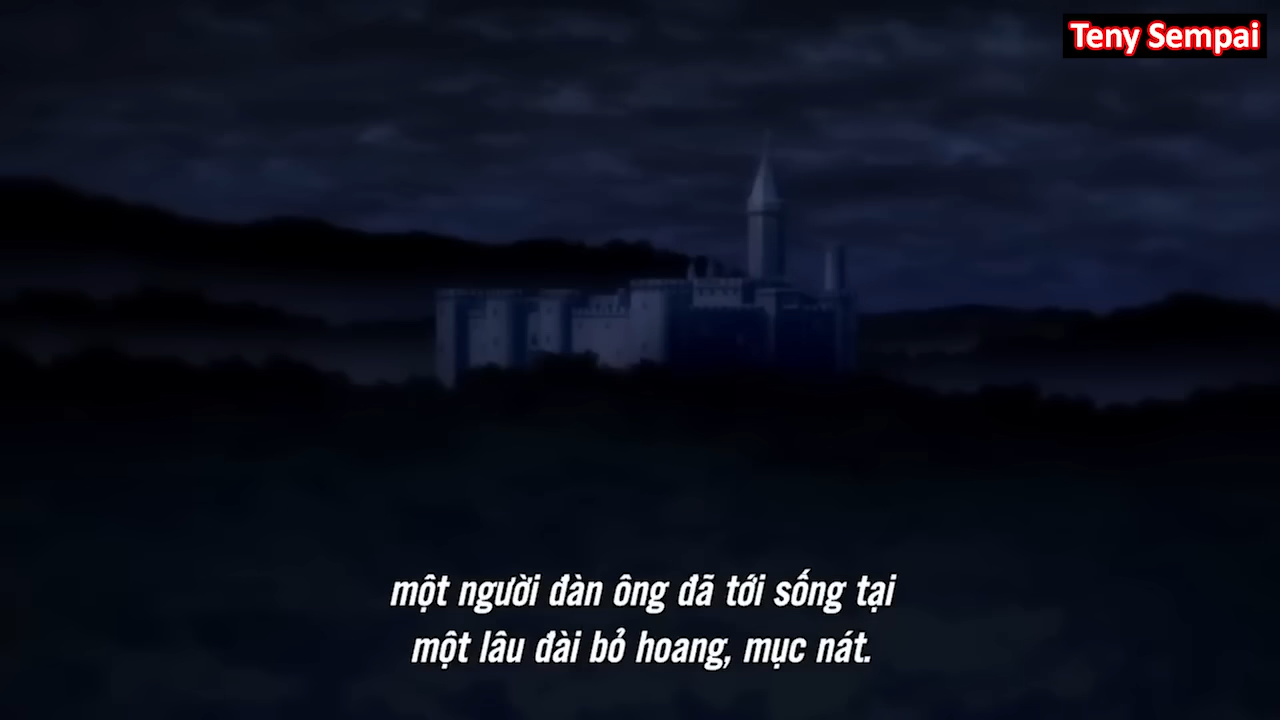 Teny Sempai
một người đàn ông đã tới sống tại
một lâu đài bỏ hoang, mục nát.